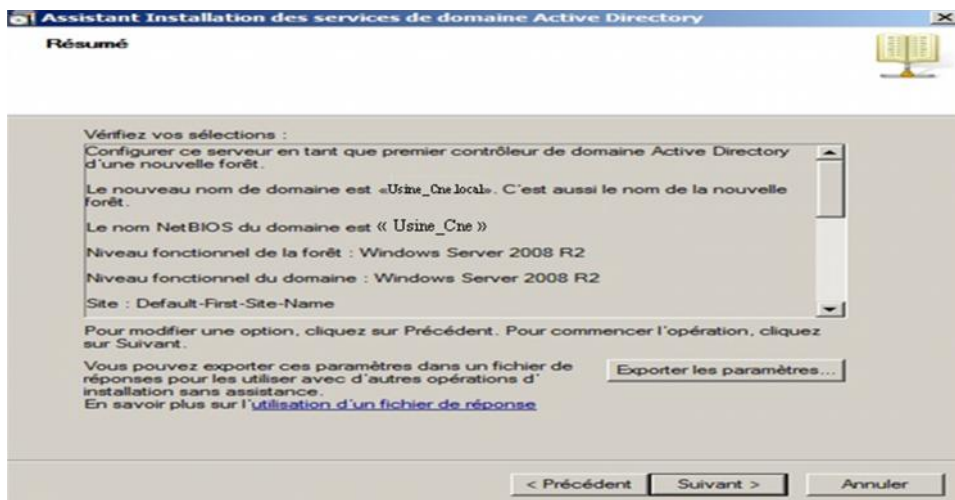 Assistant Installation des services de domaine Active Directory
Résumé
Vérifiez vos sélections :
Configurer ce serveur en tant que premier contrôleur de domaine Active Directory
d'une nouvelle forêt.
Le nouveau nom de domaine est «Usine_Cne.local». C'est aussi le nom de la nouvelle
forêt.
Le nom NetBIOS du domaine est « Usine_Cne »
Niveau fonctionnel de la forêt : Windows Server 2008 R2
Niveau fonctionnel du domaine : Windows Server 2008 R2
Site : Default-First-Site-Name
Pour modifier une option, cliquez sur Précédent. Pour commencer l'opération, cliquez
sur Suivant.
Vous pouvez exporter ces paramètres dans un fichier de
réponses pour les utiliser avec d'autres opérations d'
installation sans assistance.
En savoir plus sur l'utilisation d'un fichier de réponse
Exporter les paramètres...
< Précédent
Suivant >
Annuler